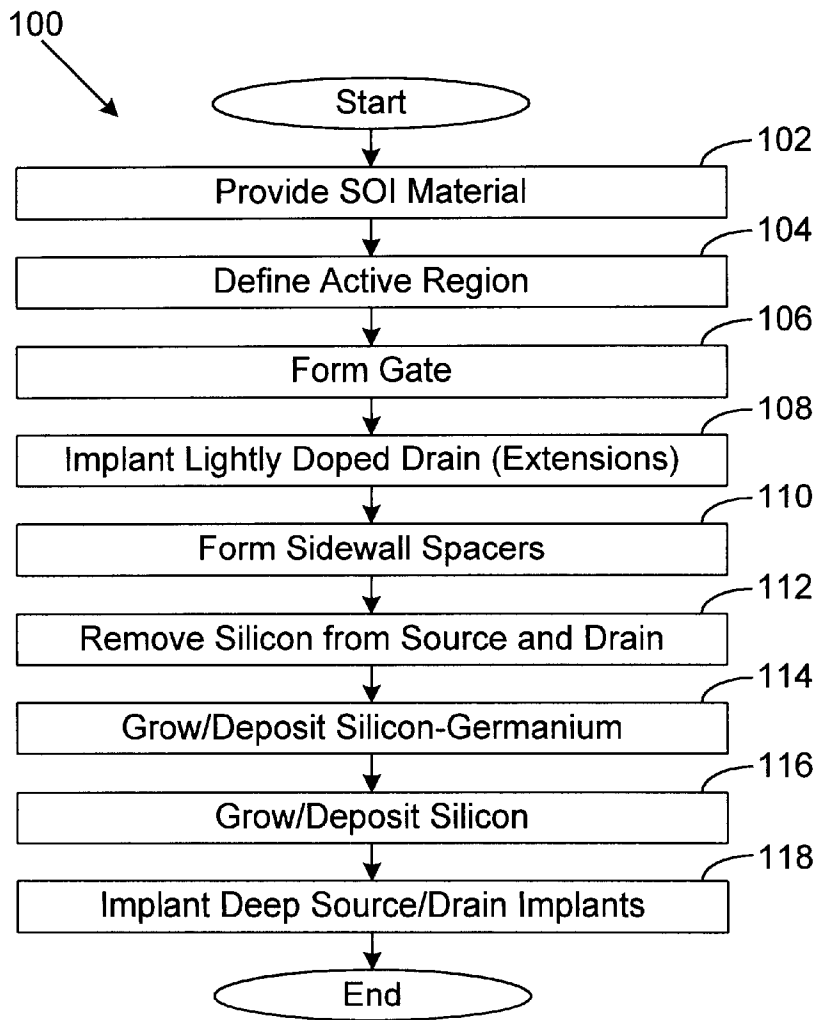 100
Start
102
Provide SOI Material
104
Define Active Region
106
Form Gate
108
Implant Lightly Doped Drain (Extensions)
110
Form Sidewall Spacers
112
Remove Silicon from Source and Drain
114
Grow/Deposit Silicon-Germanium
116
Grow/Deposit Silicon
118
Implant Deep Source/Drain Implants
End